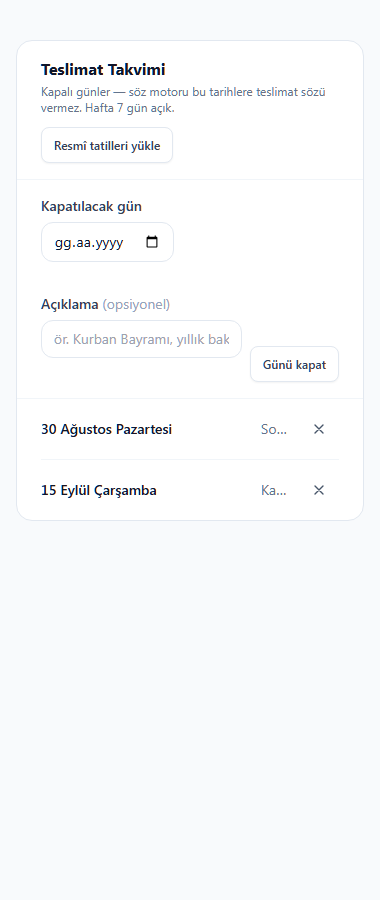 Teslimat Takvimi
Kapalı günler — söz motoru bu tarihlere teslimat sözü
vermez. Hafta 7 gün açık.
Resmî tatilleri yükle
Kapatılacak gün
gg.aa.yyyy
Açıklama (opsiyonel)
ör. Kurban Bayramı, yıllık bak
Günü kapat
30 Ağustos Pazartesi So... ×
15 Eylül Çarşamba Ka... ×